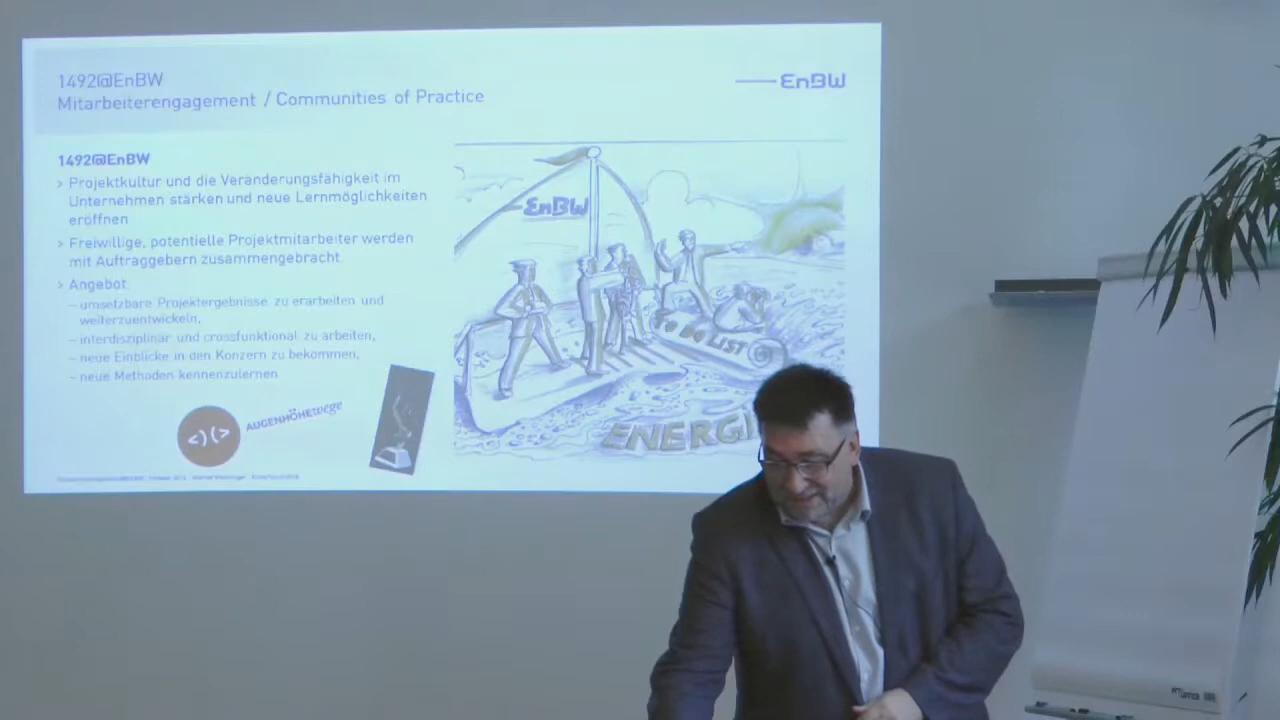 1492@EnBW
Mitarbeiterengagement / Communities of Practice
EnBW
1492@EnBW
> Projektkultur und die Veränderungsfähigkeit im
Unternehmen stärken und neue Lernmöglichkeiten
eröffnen
> Freiwillige, potentielle Projektmitarbeiter werden
mit Auftraggebern zusammengebracht
> Angebot:
– umsetzbare Projektergebnisse zu erarbeiten und
weiterzuentwickeln,
– interdisziplinär und crossfunktional zu arbeiten,
– neue Einblicke in den Konzern zu bekommen,
– neue Methoden kennenzulernen
AUGENHÖHEwege
EnBW
TO DO LIST
ENERGI